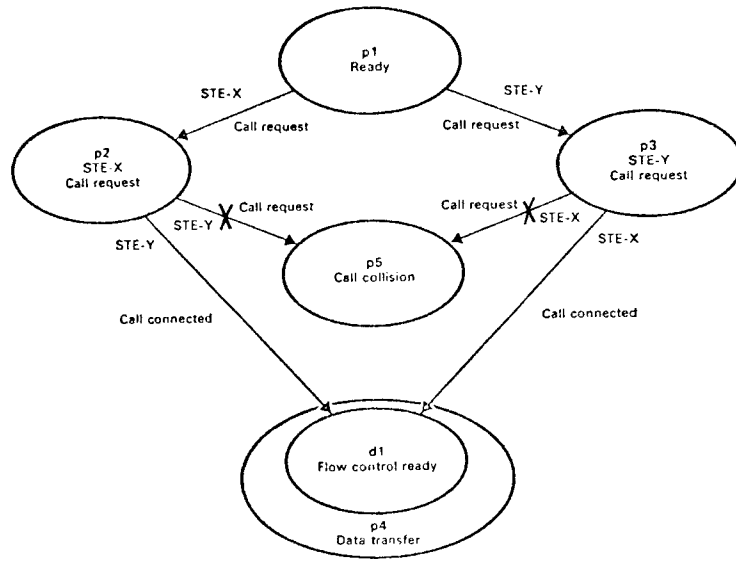 p1
Ready
STE-X
STE-Y
Call request
Call request
p2
STE-X
Call request
p3
STE-Y
Call request
Call request
STE-Y
Call request
STE-X
STE-Y
STE-X
p5
Call collision
Call connected
Call connected
d1
Flow control ready
p4
Data transfer